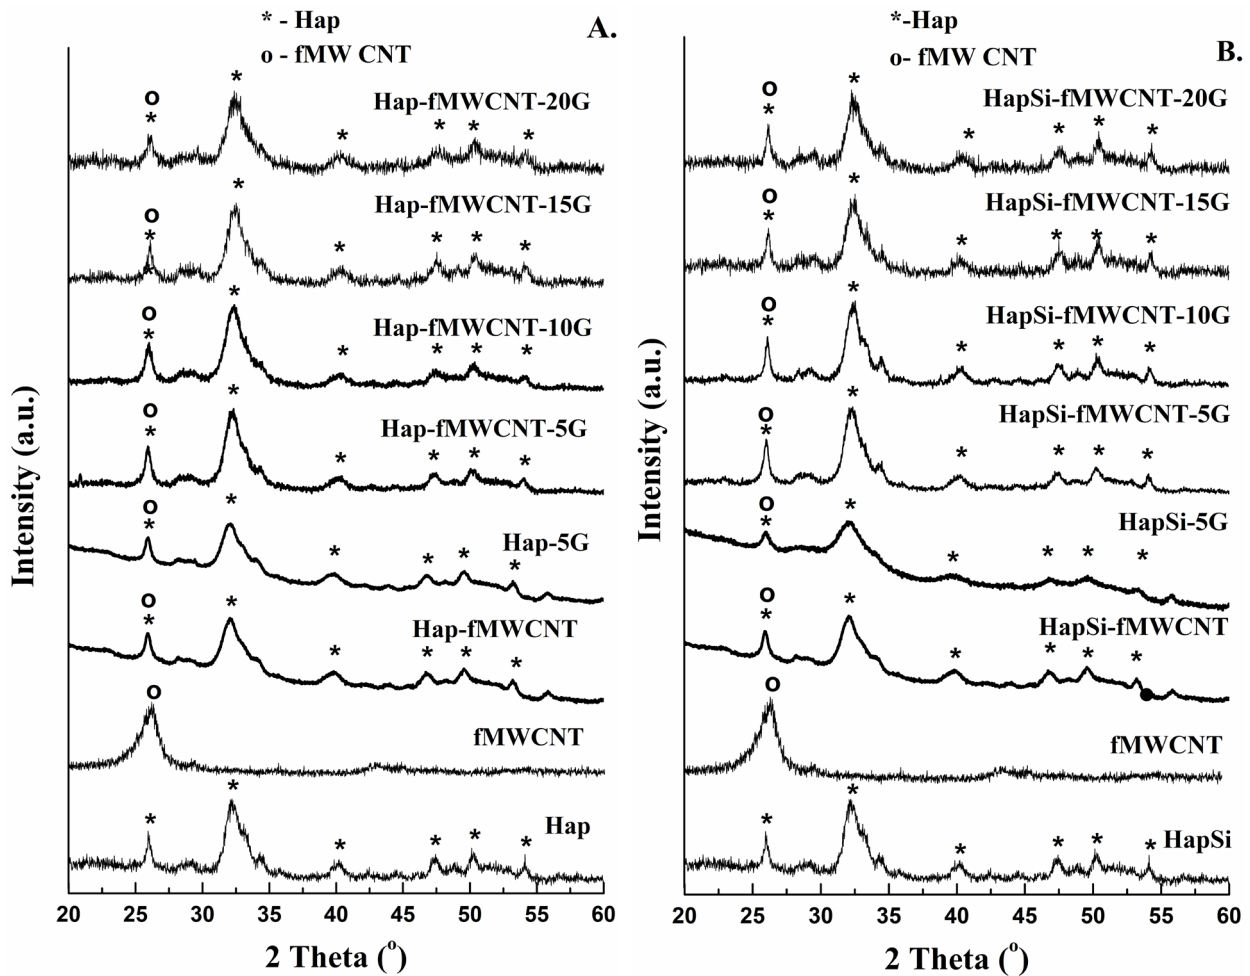 * - Hap
o - fMW CNT
A.
Hap-fMWCNT-20G
Hap-fMWCNT-15G
Hap-fMWCNT-10G
Hap-fMWCNT-5G
Hap-5G
Hap-fMWCNT
fMWCNT
Hap
Intensity (a.u.)
20 25 30 35 40 45 50 55 60
2 Theta (°)
*-Hap
o- fMW CNT
B.
HapSi-fMWCNT-20G
HapSi-fMWCNT-15G
HapSi-fMWCNT-10G
HapSi-fMWCNT-5G
HapSi-5G
HapSi-fMWCNT
fMWCNT
HapSi
Intensity (a.u.)
20 25 30 35 40 45 50 55 60
2 Theta (°)